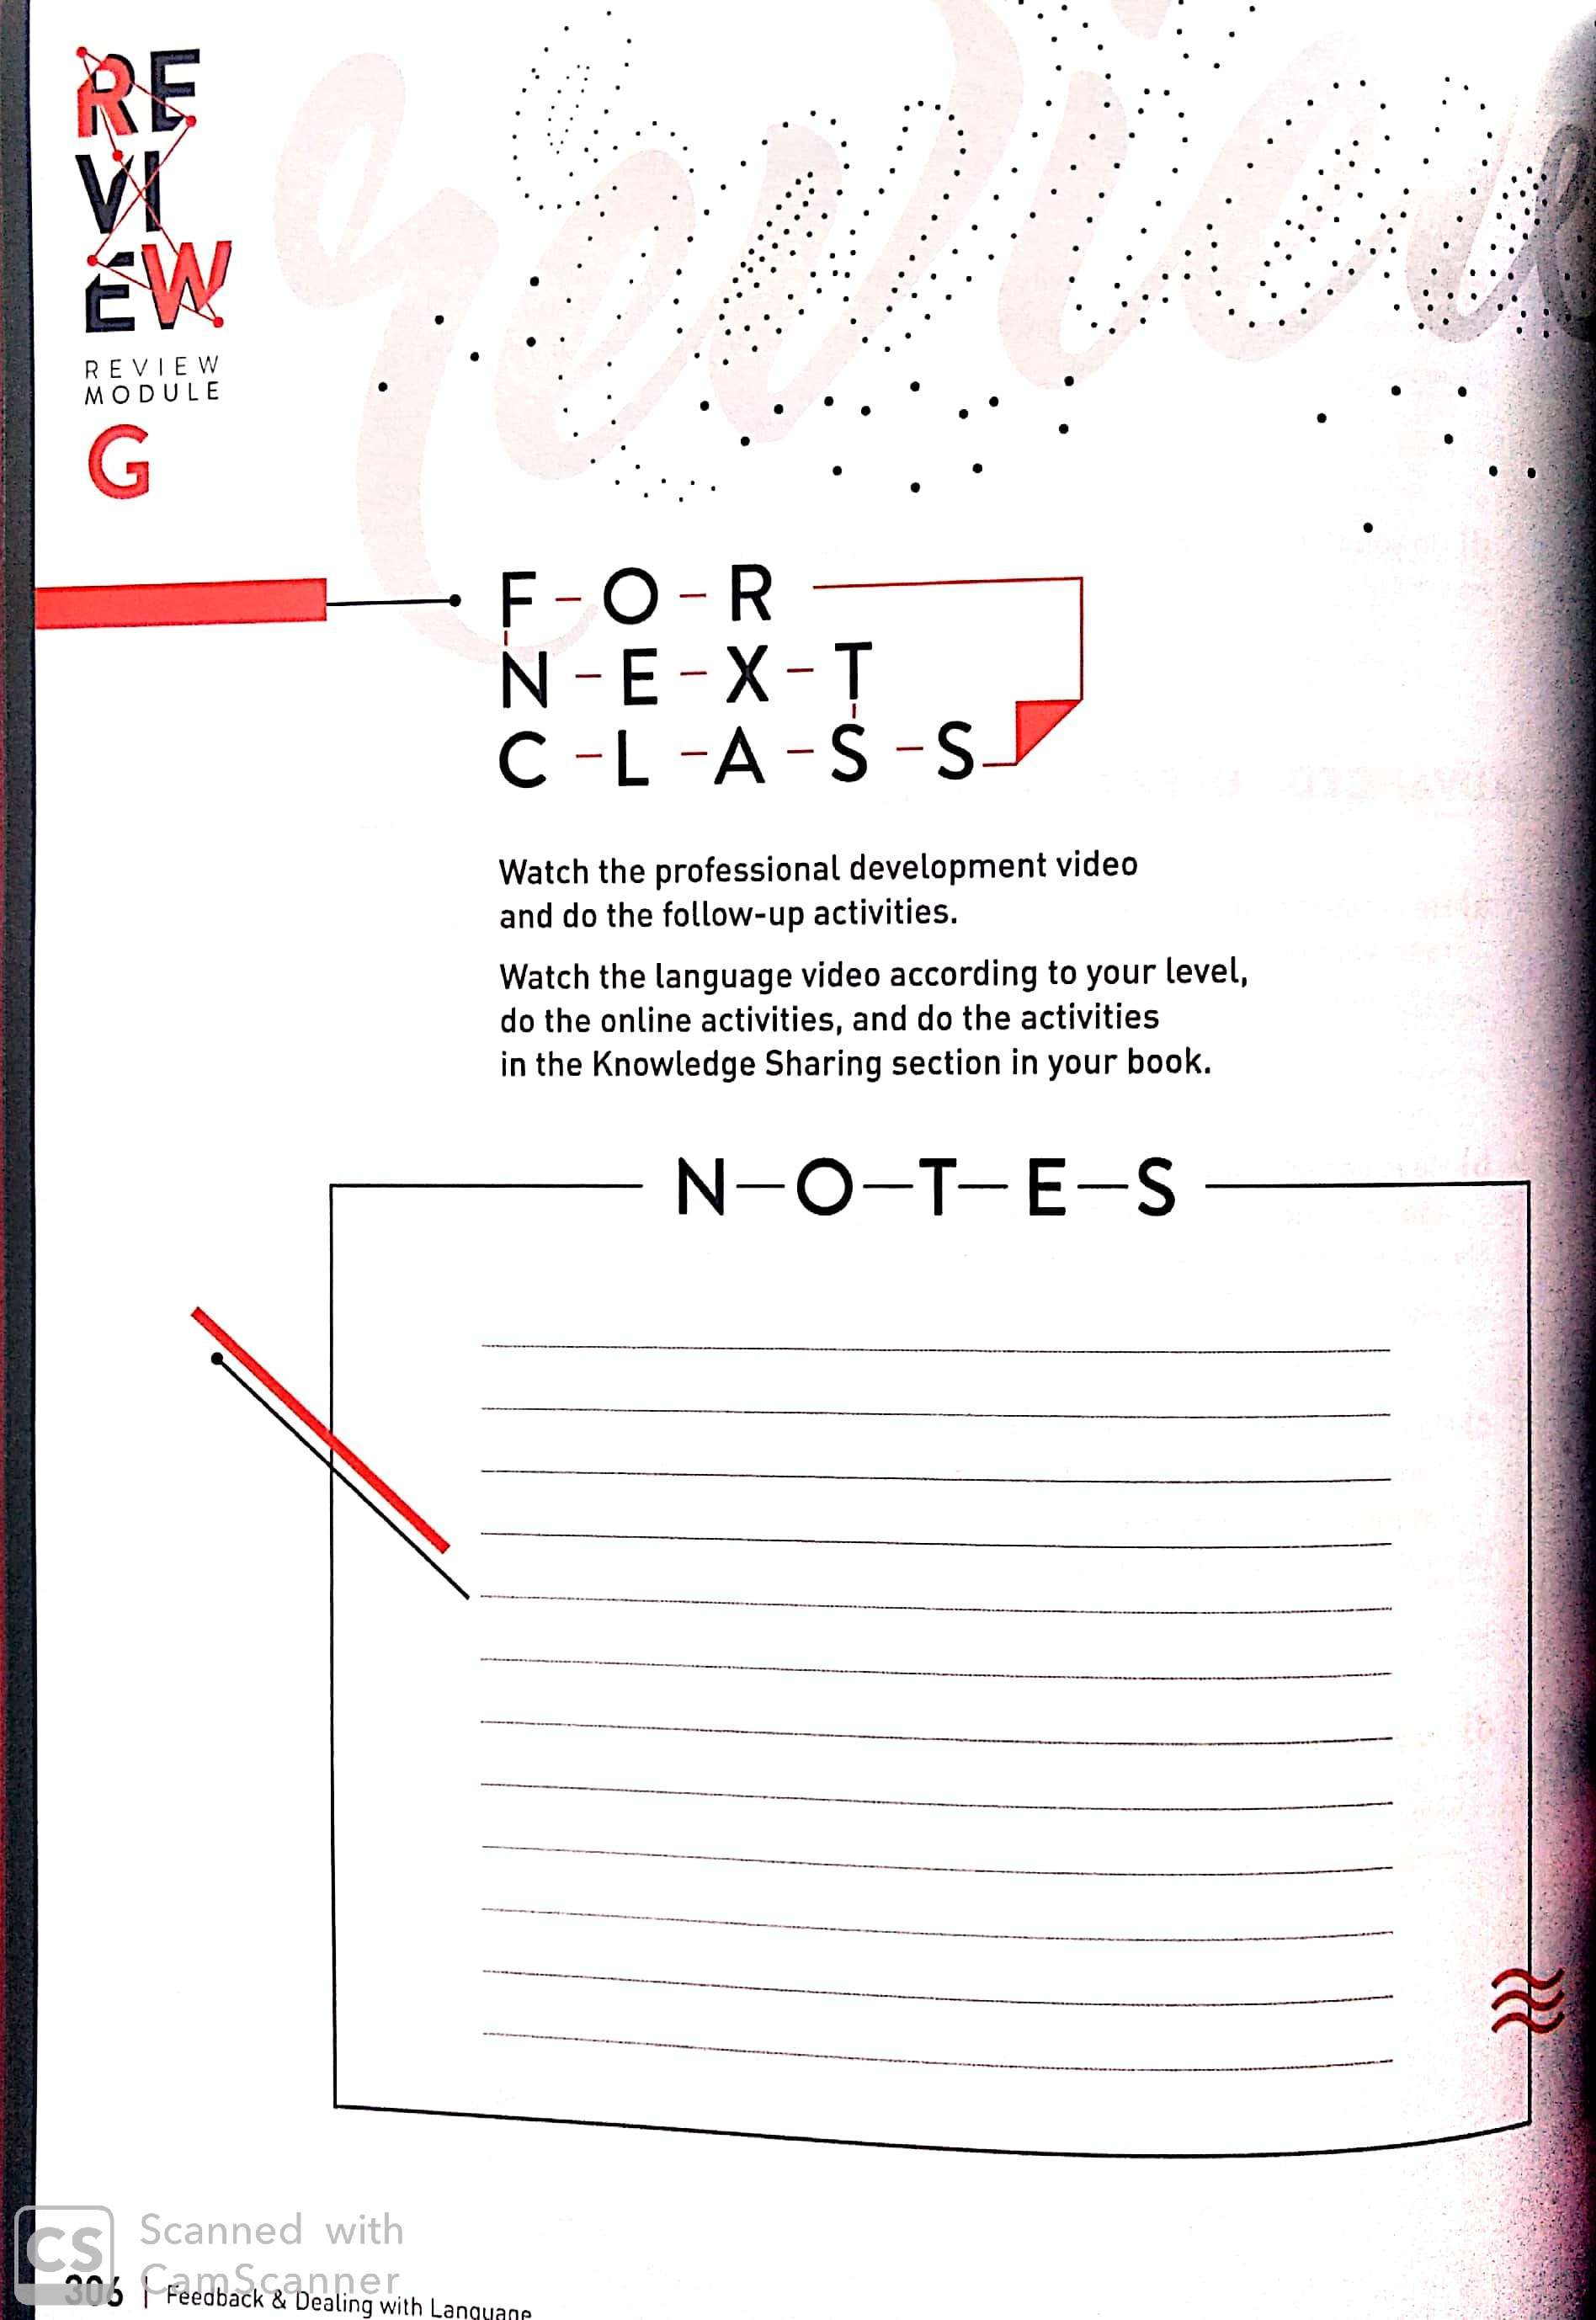 RE
VI
EW
REVIEW
MODULE
G
review
F-O-R
N-E-X-T
C-L-A-S-S
Watch the professional development video
and do the follow-up activities.
Watch the language video according to your level,
do the online activities, and do the activities
in the Knowledge Sharing section in your book.
N-O-T-E-S
CS Scanned with
CamScanner
306 | Feedback & Dealing with Language